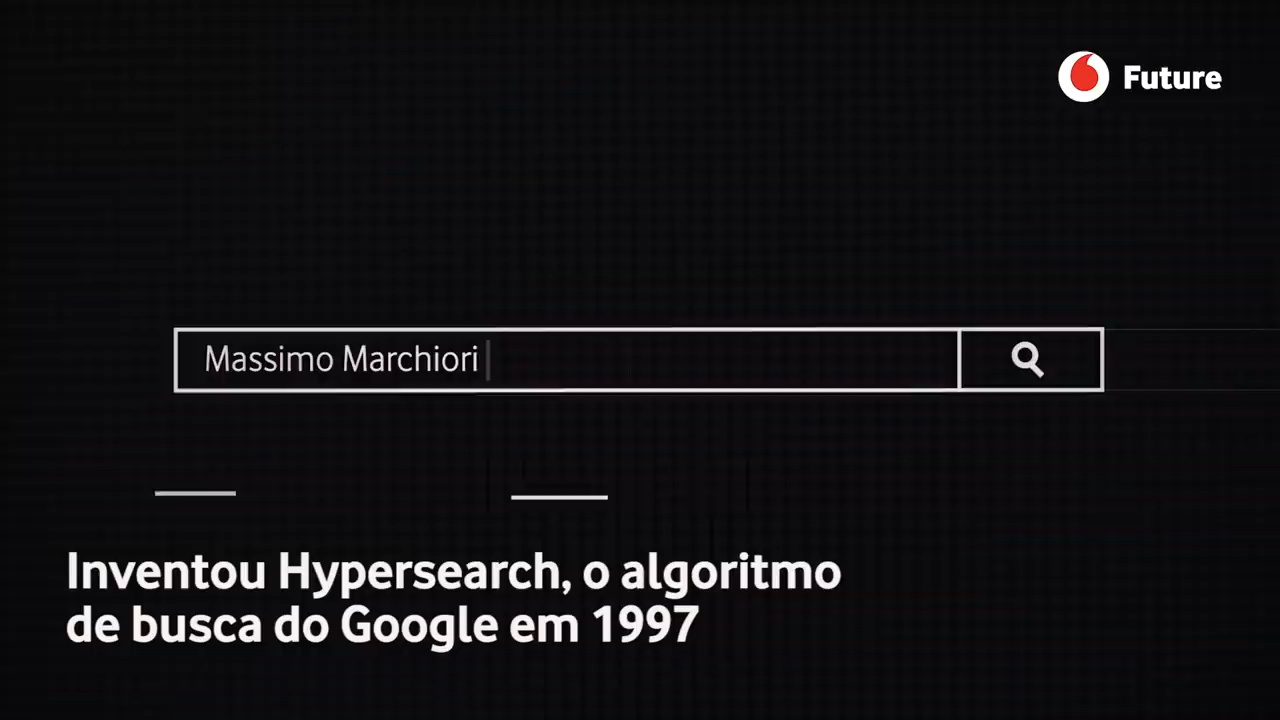 Future
Massimo Marchiori
Inventou Hypersearch, o algoritmo
de busca do Google em 1997